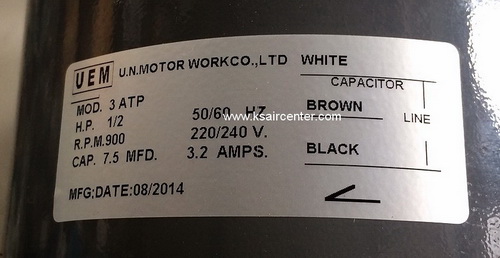 UEM U.N.MOTOR WORKCO.,LTD WHITE
CAPACITOR
MOD. 3 ATP
H.P. 1/2 50/60 HZ BROWN
www.ksaircenter.com
LINE
R.P.M.900 220/240 V.
CAP. 7.5 MFD. 3.2 AMPS. BLACK
MFG;DATE:08/2014